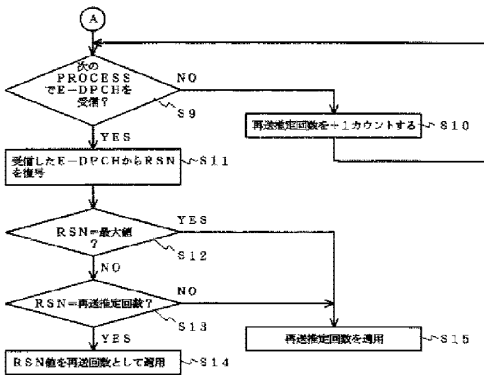 A
次の
PROCESS
でE-DPCHを
受信?
NO
S9
再送推定回数を+1カウントする
S10
YES
受信したE-DPCHからRSN
を復号
S11
RSN=最大値
?
YES
S12
NO
RSN=再送推定回数?
NO
S13
YES
再送推定回数を適用
S15
RSN値を再送回数として適用
S14